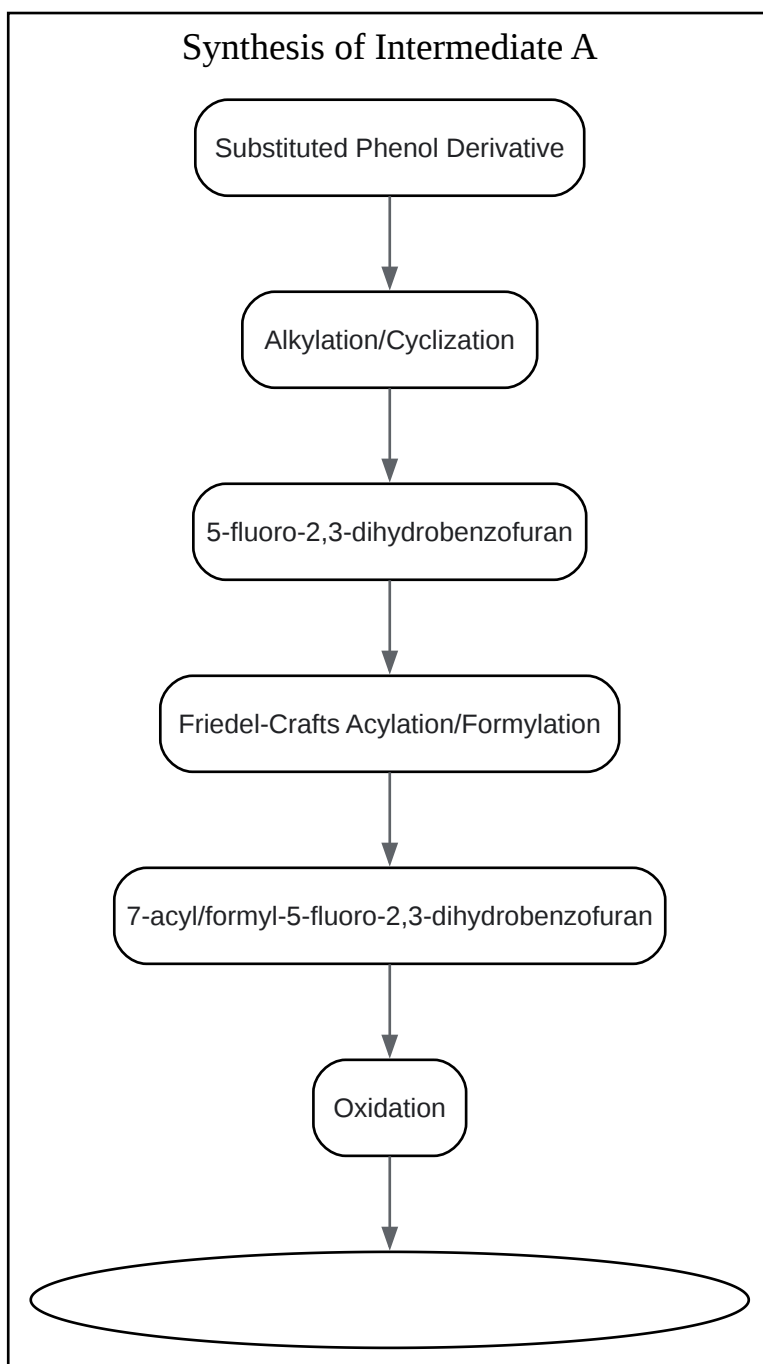 Synthesis of Intermediate A
Substituted Phenol Derivative
Alkylation/Cyclization
5-fluoro-2,3-dihydrobenzofuran
Friedel-Crafts Acylation/Formylation
7-acyl/formyl-5-fluoro-2,3-dihydrobenzofuran
Oxidation